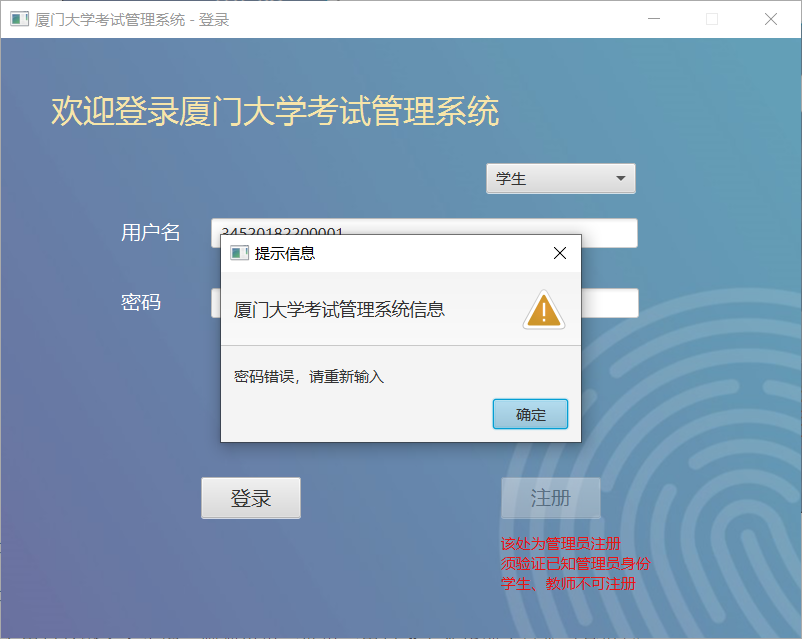 厦门大学考试管理系统 - 登录
欢迎登录厦门大学考试管理系统
学生
用户名
34520182200001
提示信息
密码
厦门大学考试管理系统信息
密码错误，请重新输入
确定
登录
注册
该处为管理员注册
须验证已知管理员身份
学生、教师不可注册